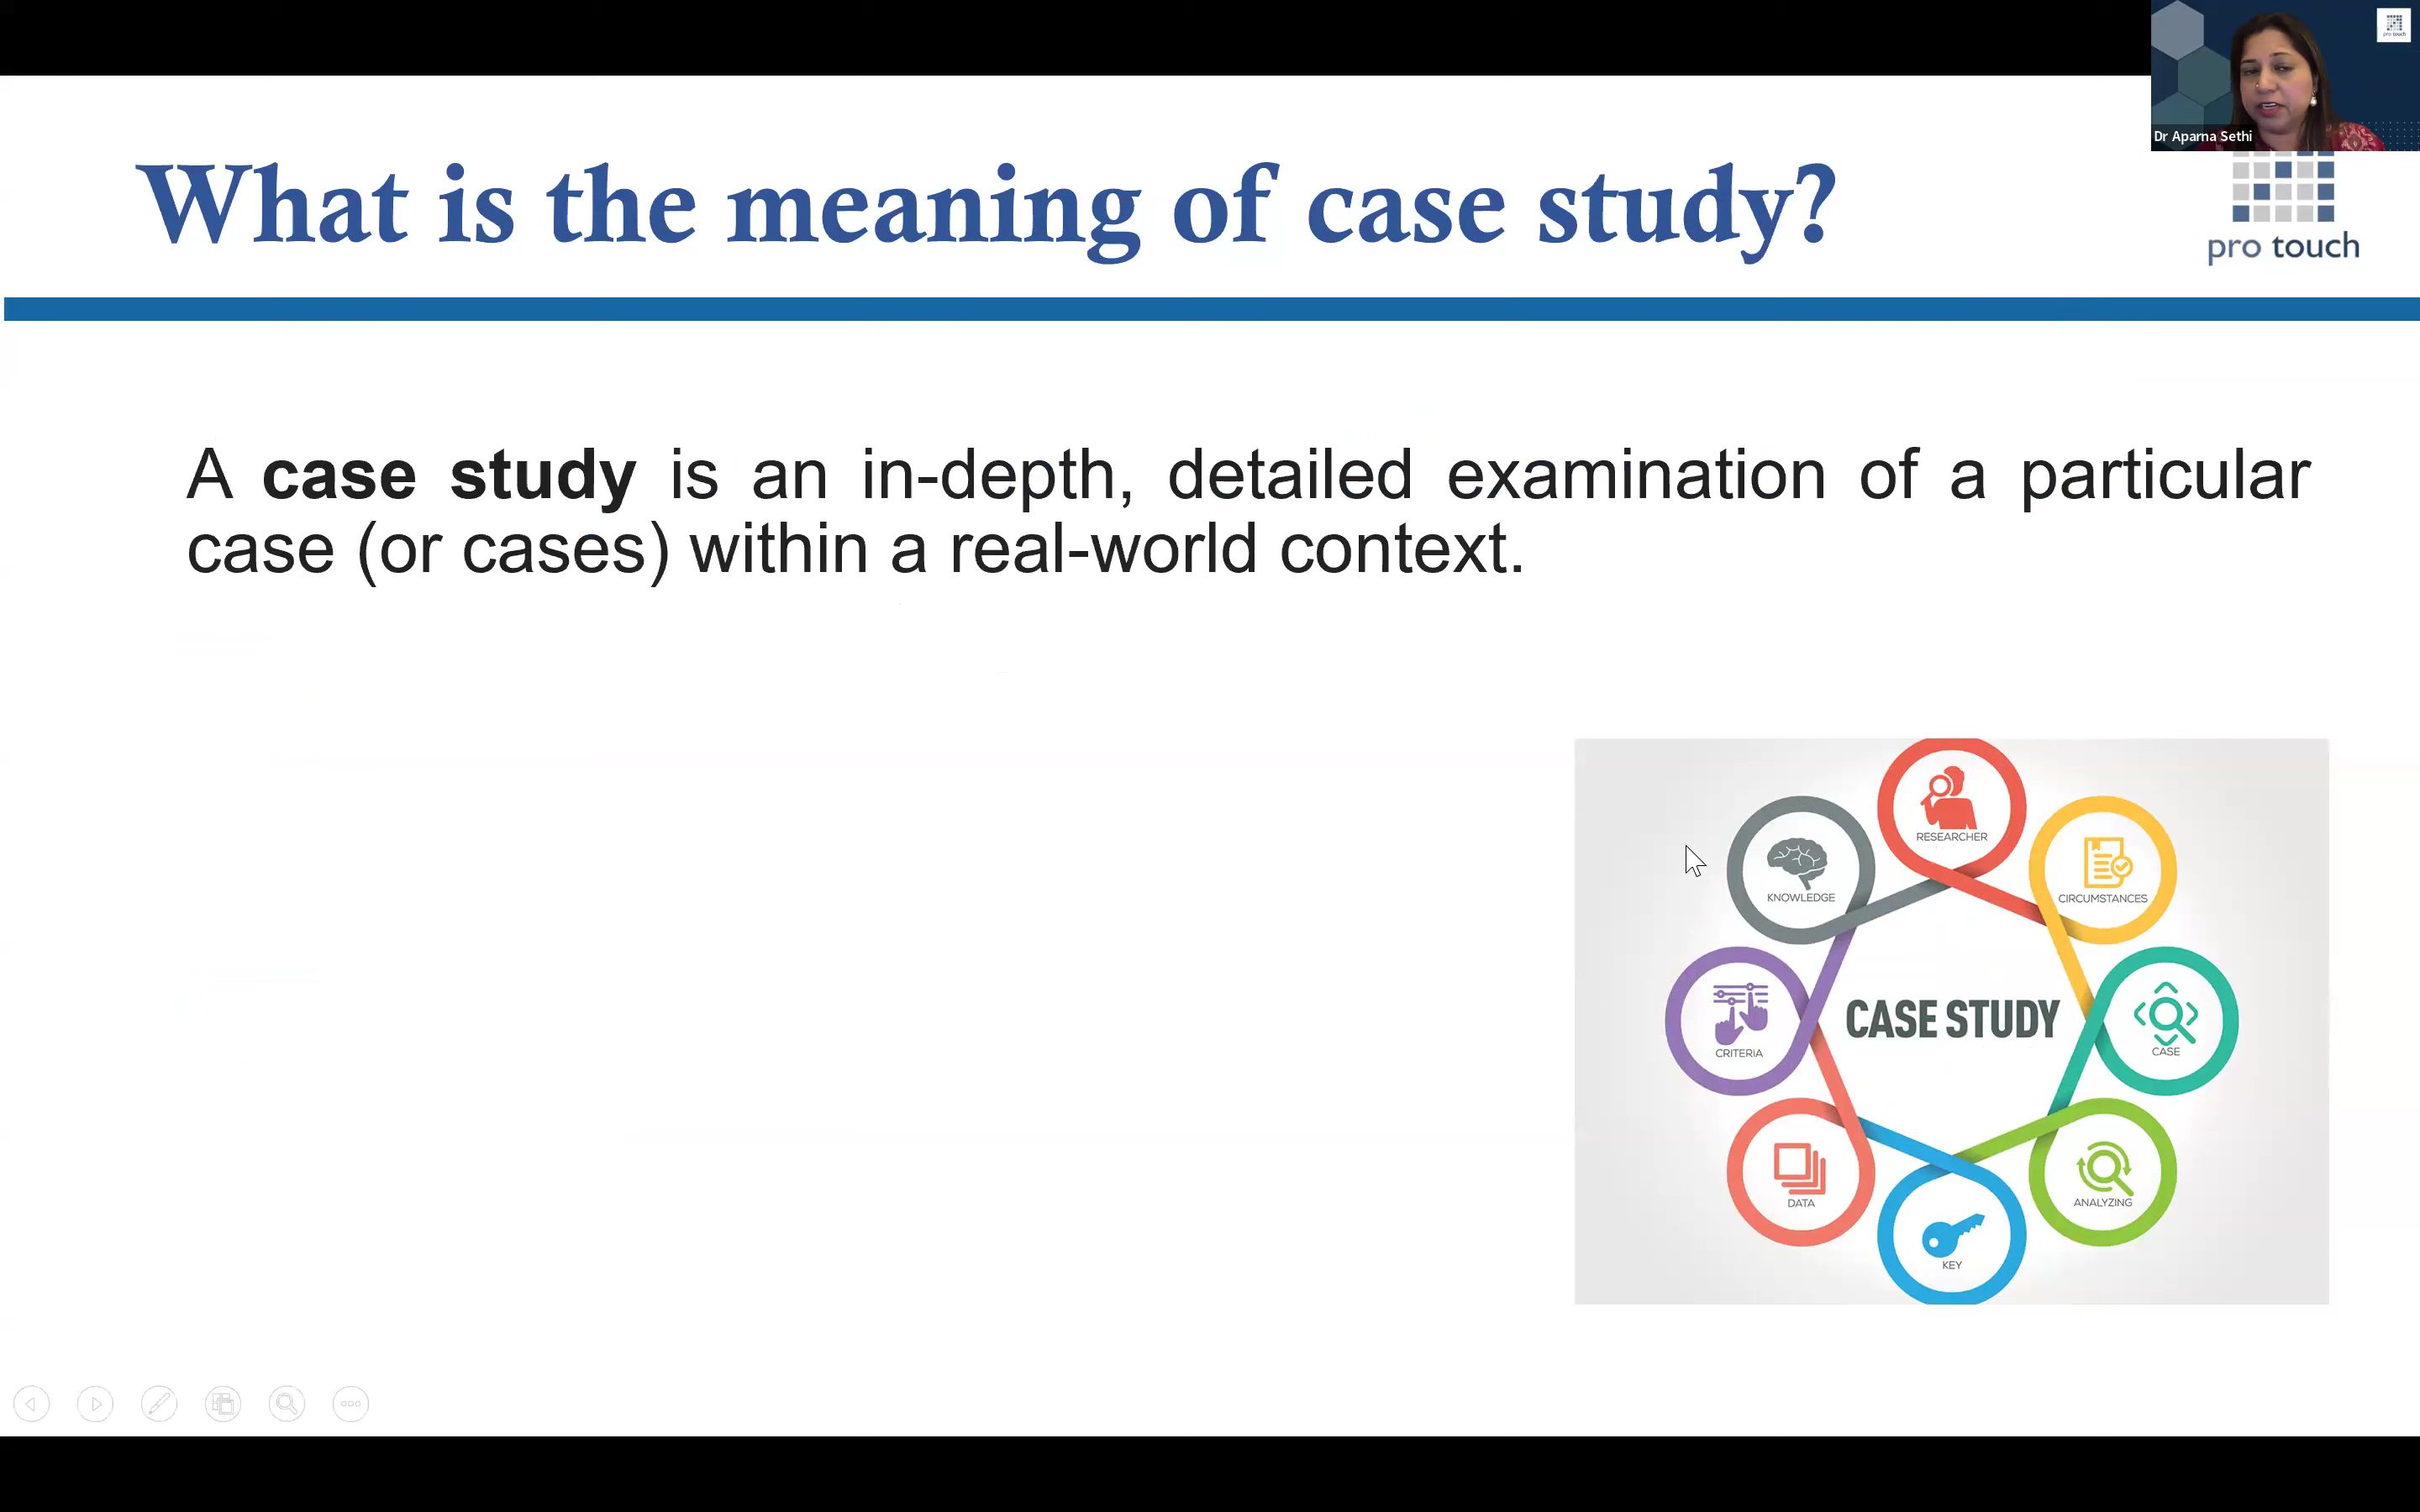 pro touch
Dr Aparna Sethi
What is the meaning of case study?
pro touch
A case study is an in-depth, detailed examination of a particular
case (or cases) within a real-world context.
RESEARCHER
KNOWLEDGE
CIRCUMSTANCES
CRITERIA
CASE STUDY
CASE
DATA
ANALYZING
KEY